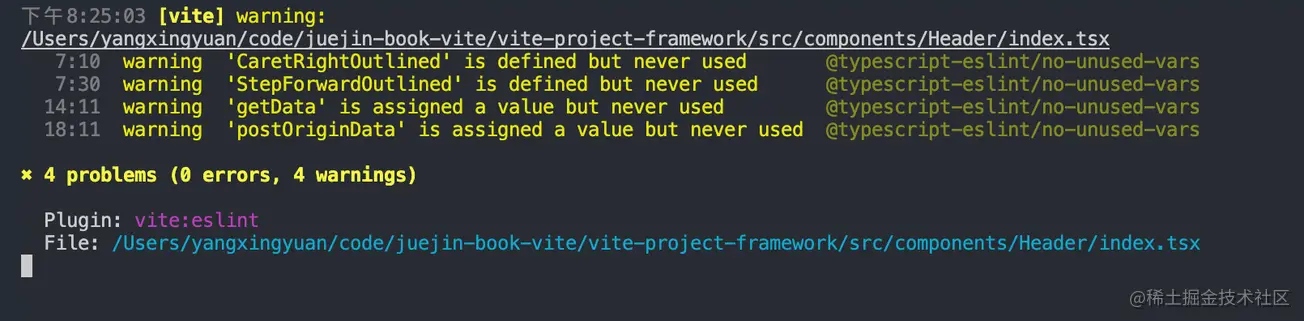 下午8:25:03 [vite] warning:
/Users/yangxingyuan/code/juejin-book-vite/vite-project-framework/src/components/Header/index.tsx
7:10 warning 'CaretRightOutlined' is defined but never used @typescript-eslint/no-unused-vars
7:30 warning 'StepForwardOutlined' is defined but never used @typescript-eslint/no-unused-vars
14:11 warning 'getData' is assigned a value but never used @typescript-eslint/no-unused-vars
18:11 warning 'postOriginData' is assigned a value but never used @typescript-eslint/no-unused-vars
✖ 4 problems (0 errors, 4 warnings)
Plugin: vite:eslint
File: /Users/yangxingyuan/code/juejin-book-vite/vite-project-framework/src/components/Header/index.tsx
@稀土掘金技术社区